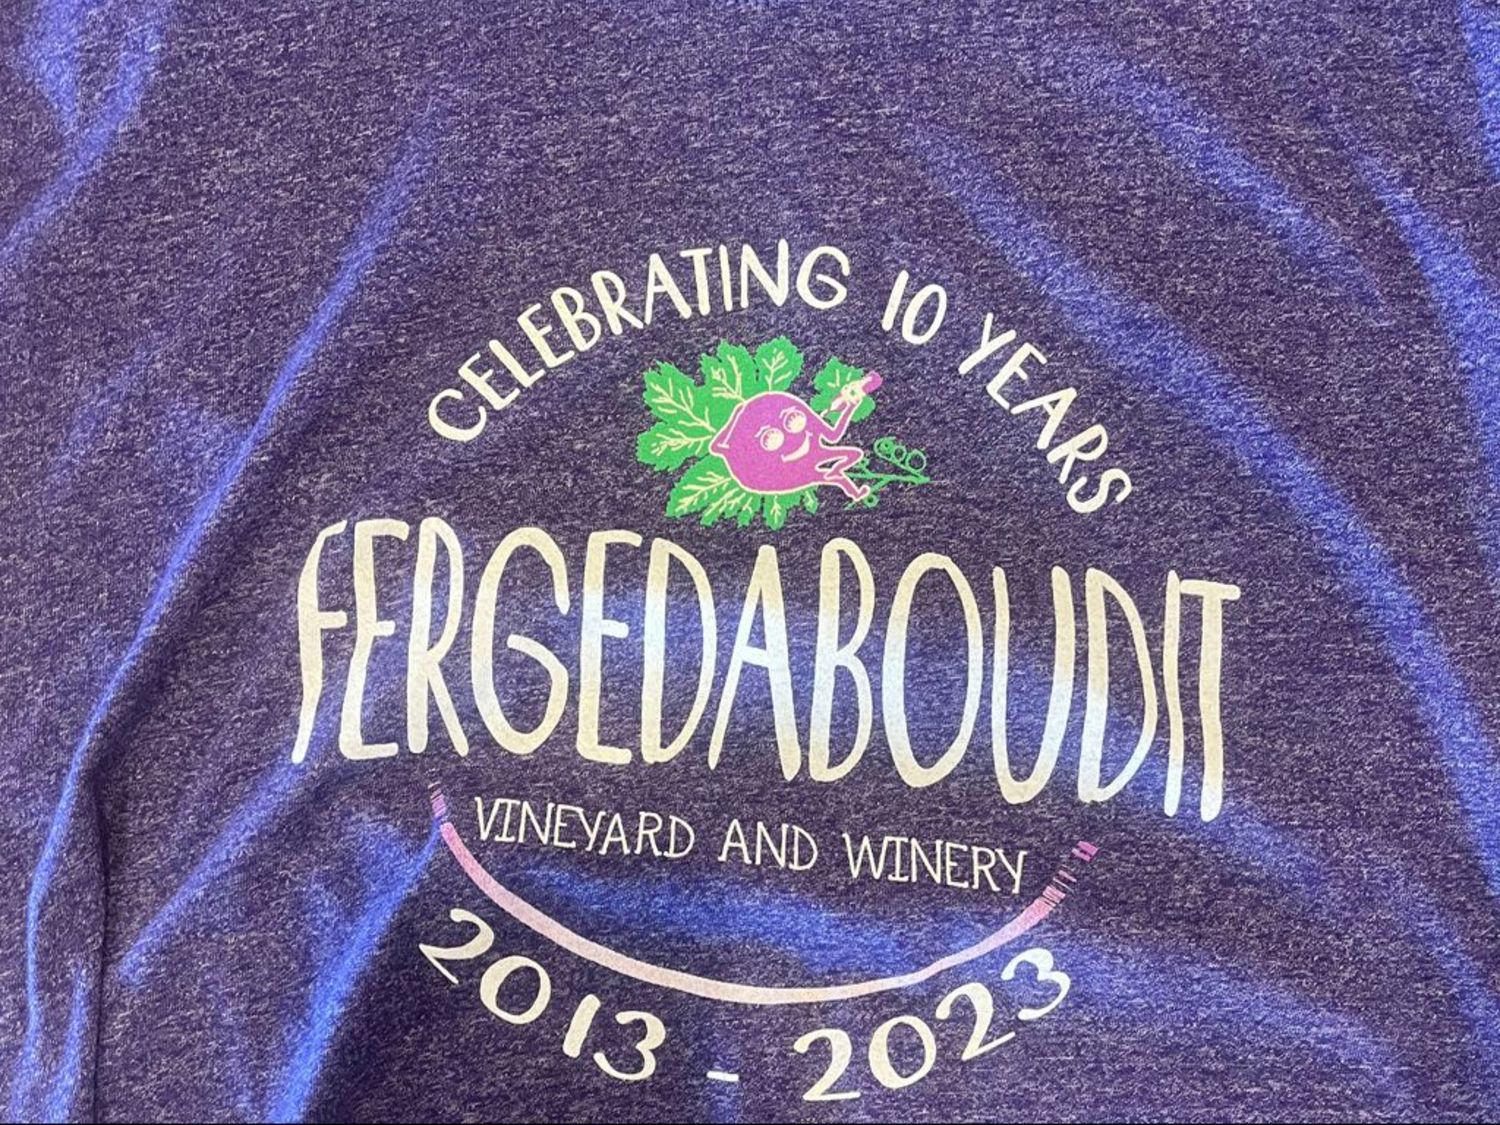 CELEBRATING 10 YEARS
FERGEDABOUDIT
VINEYARD AND WINERY
2013 - 2023